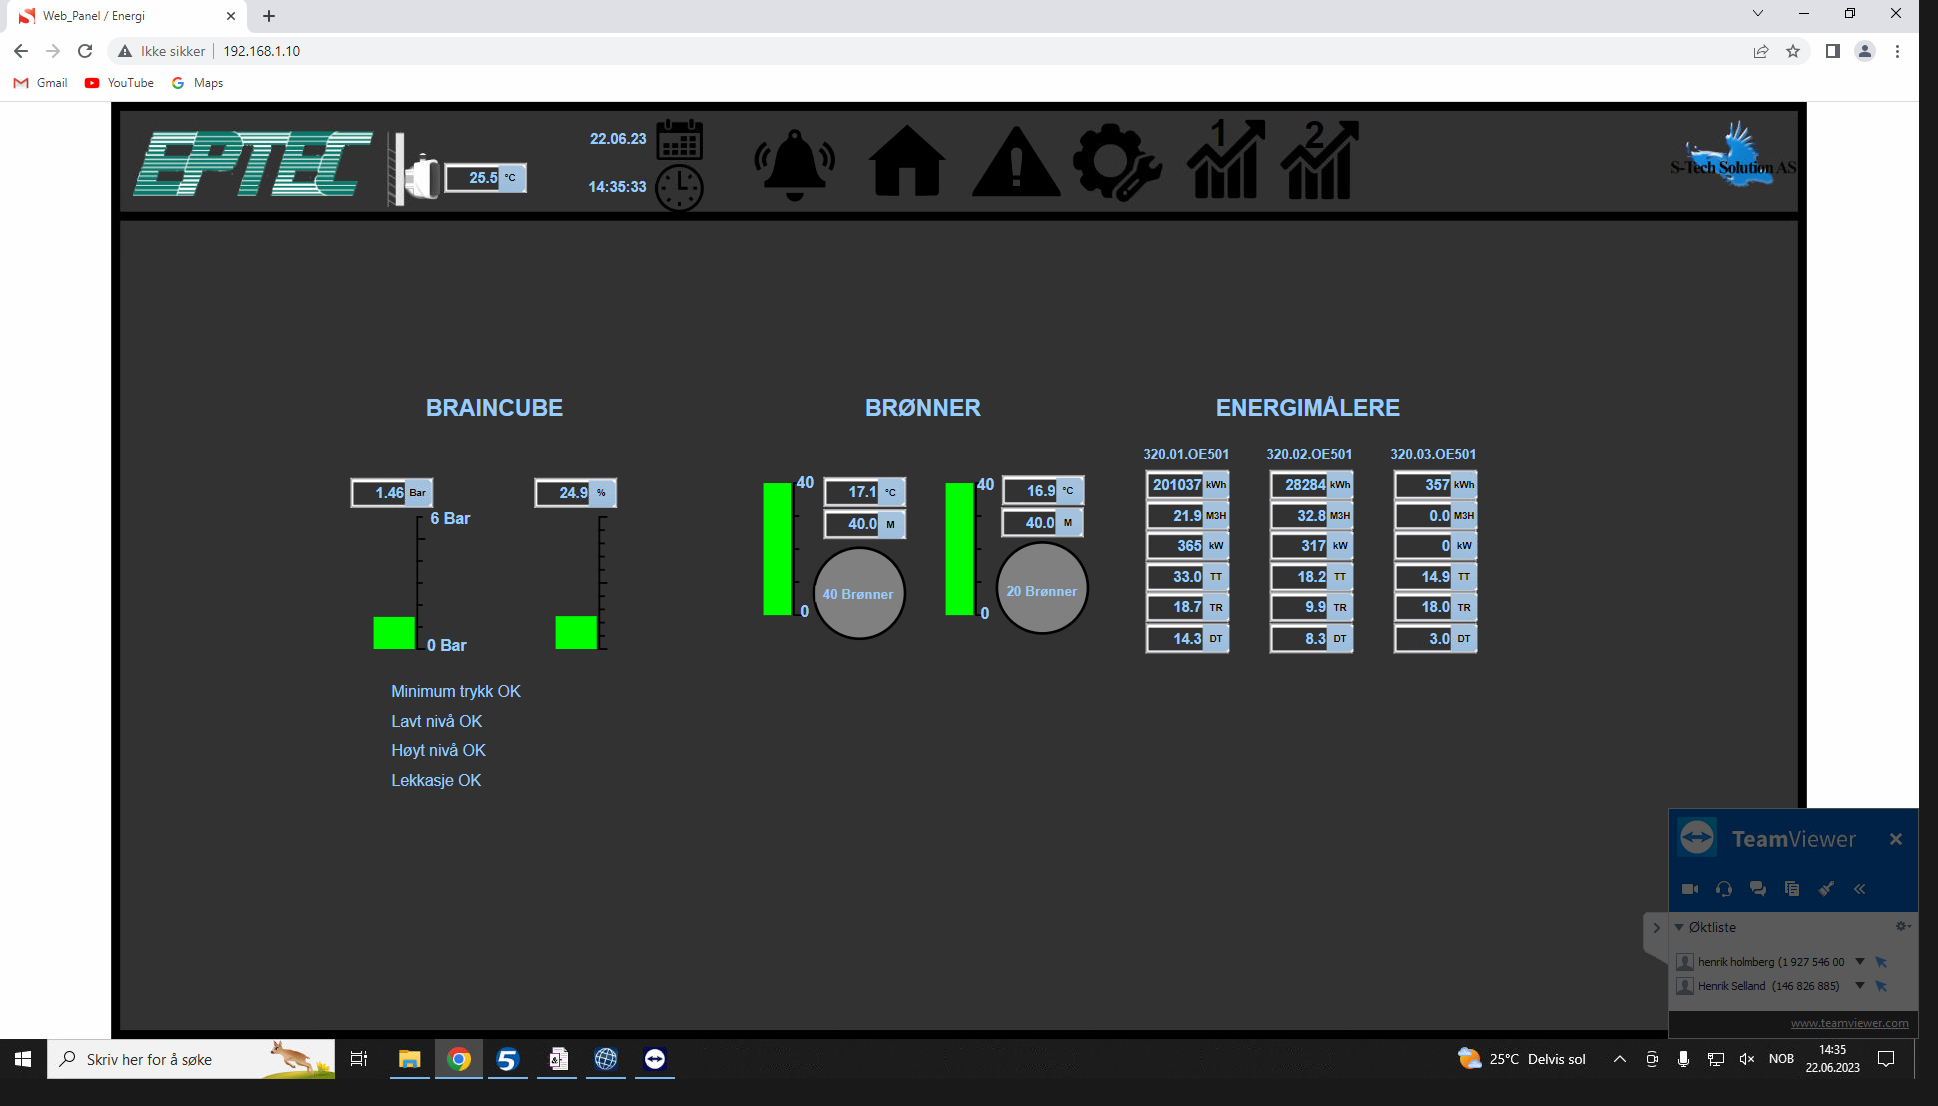 Web_Panel / Energi
Ikke sikker
192.168.1.10
Gmail
YouTube
Maps
EPTEC
25.5 °C
22.06.23
14:35:33
1
2
S-Tech Solution AS
BRAINCUBE
BRØNNER
ENERGIMÅLERE
1.46 Bar
6 Bar
0 Bar
24.9 %
Minimum trykk OK
Lavt nivå OK
Høyt nivå OK
Lekkasje OK
40
0
17.1 °C
40.0 M
40 Brønner
40
0
16.9 °C
40.0 M
20 Brønner
320.01.OE501
201037 kWh
21.9 M3H
365 kW
33.0 TT
18.7 TR
14.3 DT
320.02.OE501
28284 kWh
32.8 M3H
317 kW
18.2 TT
9.9 TR
8.3 DT
320.03.OE501
357 kWh
0.0 M3H
0 kW
14.9 TT
18.0 TR
3.0 DT
TeamViewer
Øktliste
henrik holmberg (1 927 546 00
Henrik Selland (146 826 885)
www.teamviewer.com
Skriv her for å søke
5
25°C Delvis sol
NOB
14:35
22.06.2023